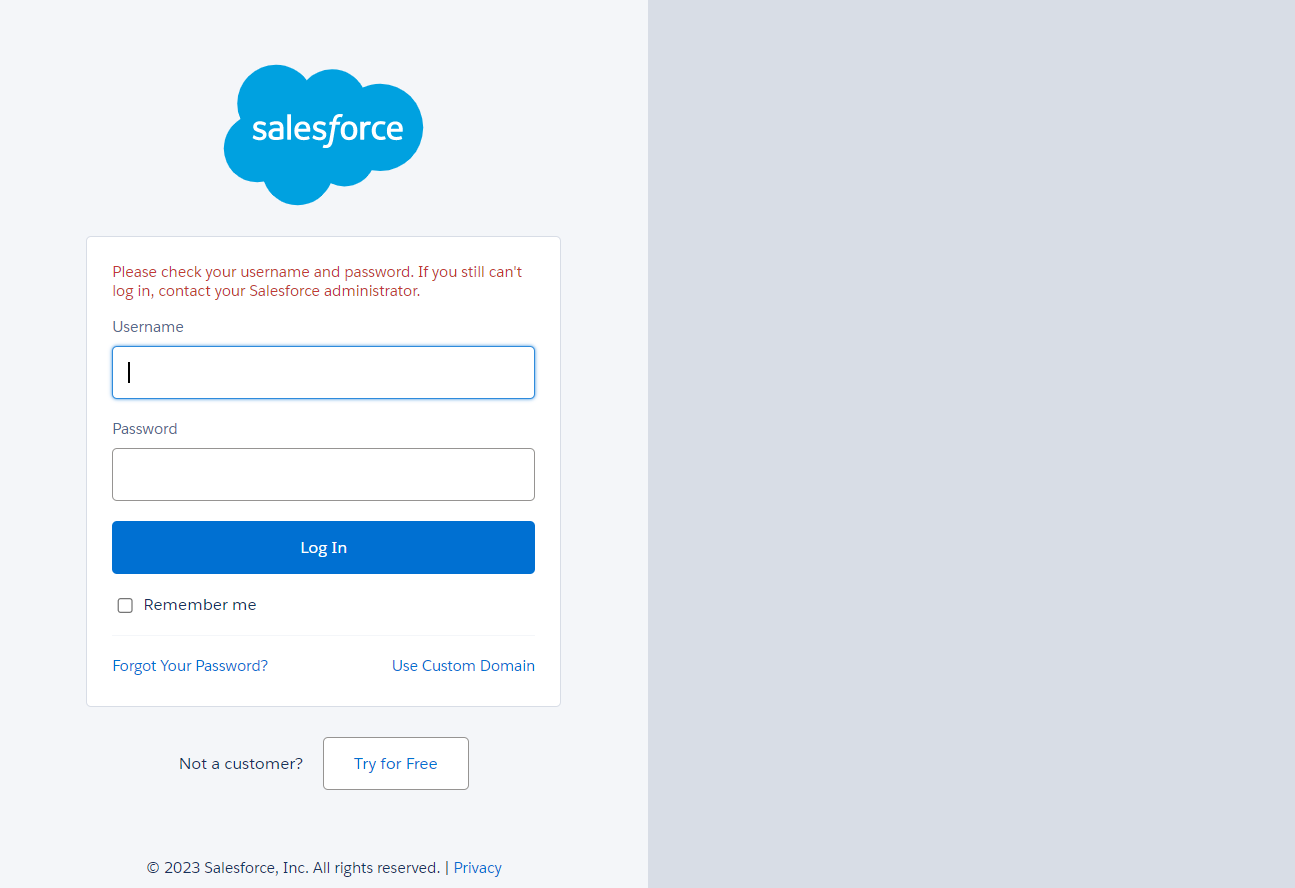 salesforce
Please check your username and password. If you still can't
log in, contact your Salesforce administrator.
Username
Password
Log In
Remember me
Forgot Your Password? Use Custom Domain
Not a customer? Try for Free
© 2023 Salesforce, Inc. All rights reserved. | Privacy